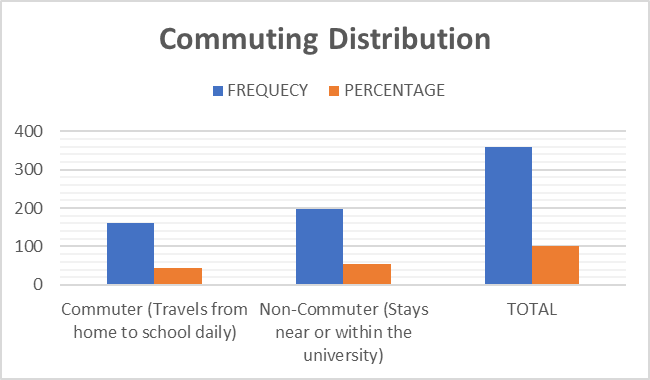 Commuting Distribution
FREQUECY PERCENTAGE
400
300
200
100
0
Commuter (Travels from
home to school daily)
Non-Commuter (Stays
near or within the
university)
TOTAL